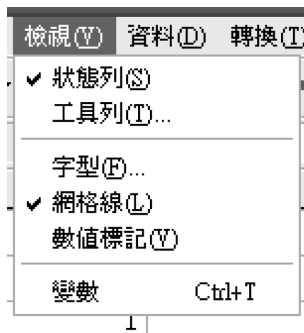 檢視(V) 資料(D) 轉換(T
✔ 狀態列(S)
工具列(T)...
字型(F)...
✔ 網格線(L)
數值標記(V)
變數 Ctrl+T
1